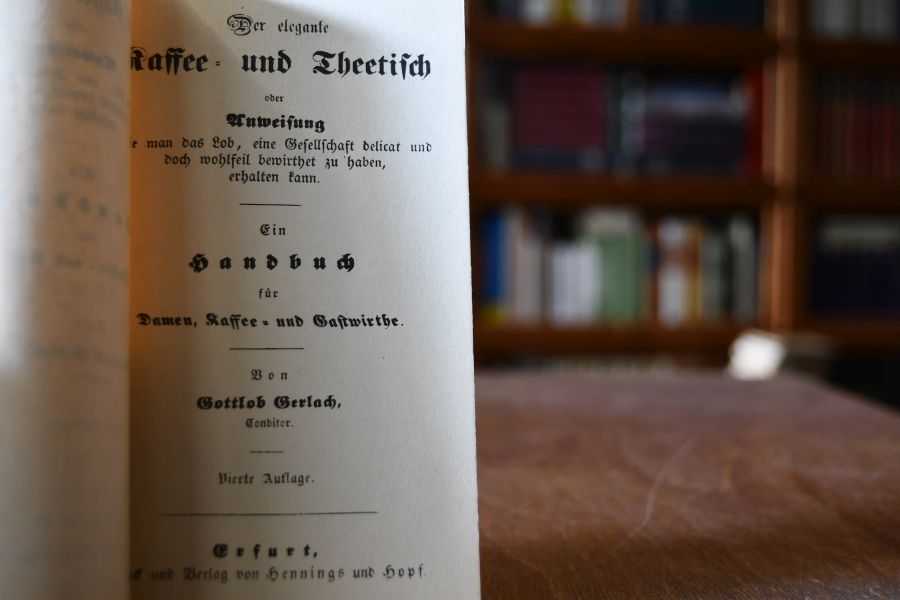 Der elegante
Kaffee- und Theetisch
oder
Anweisung
man das Lob, eine Gesellschaft delicat und
doch wohlfeil bewirthet zu haben,
erhalten kann.
Ein
Handbuch
für
Damen, Kaffee- und Gastwirthe.
Von
Gottlob Gerlach,
Conditor.
Vierte Auflage.
Erfurt,
und Verlag von Hennings und Hopf.